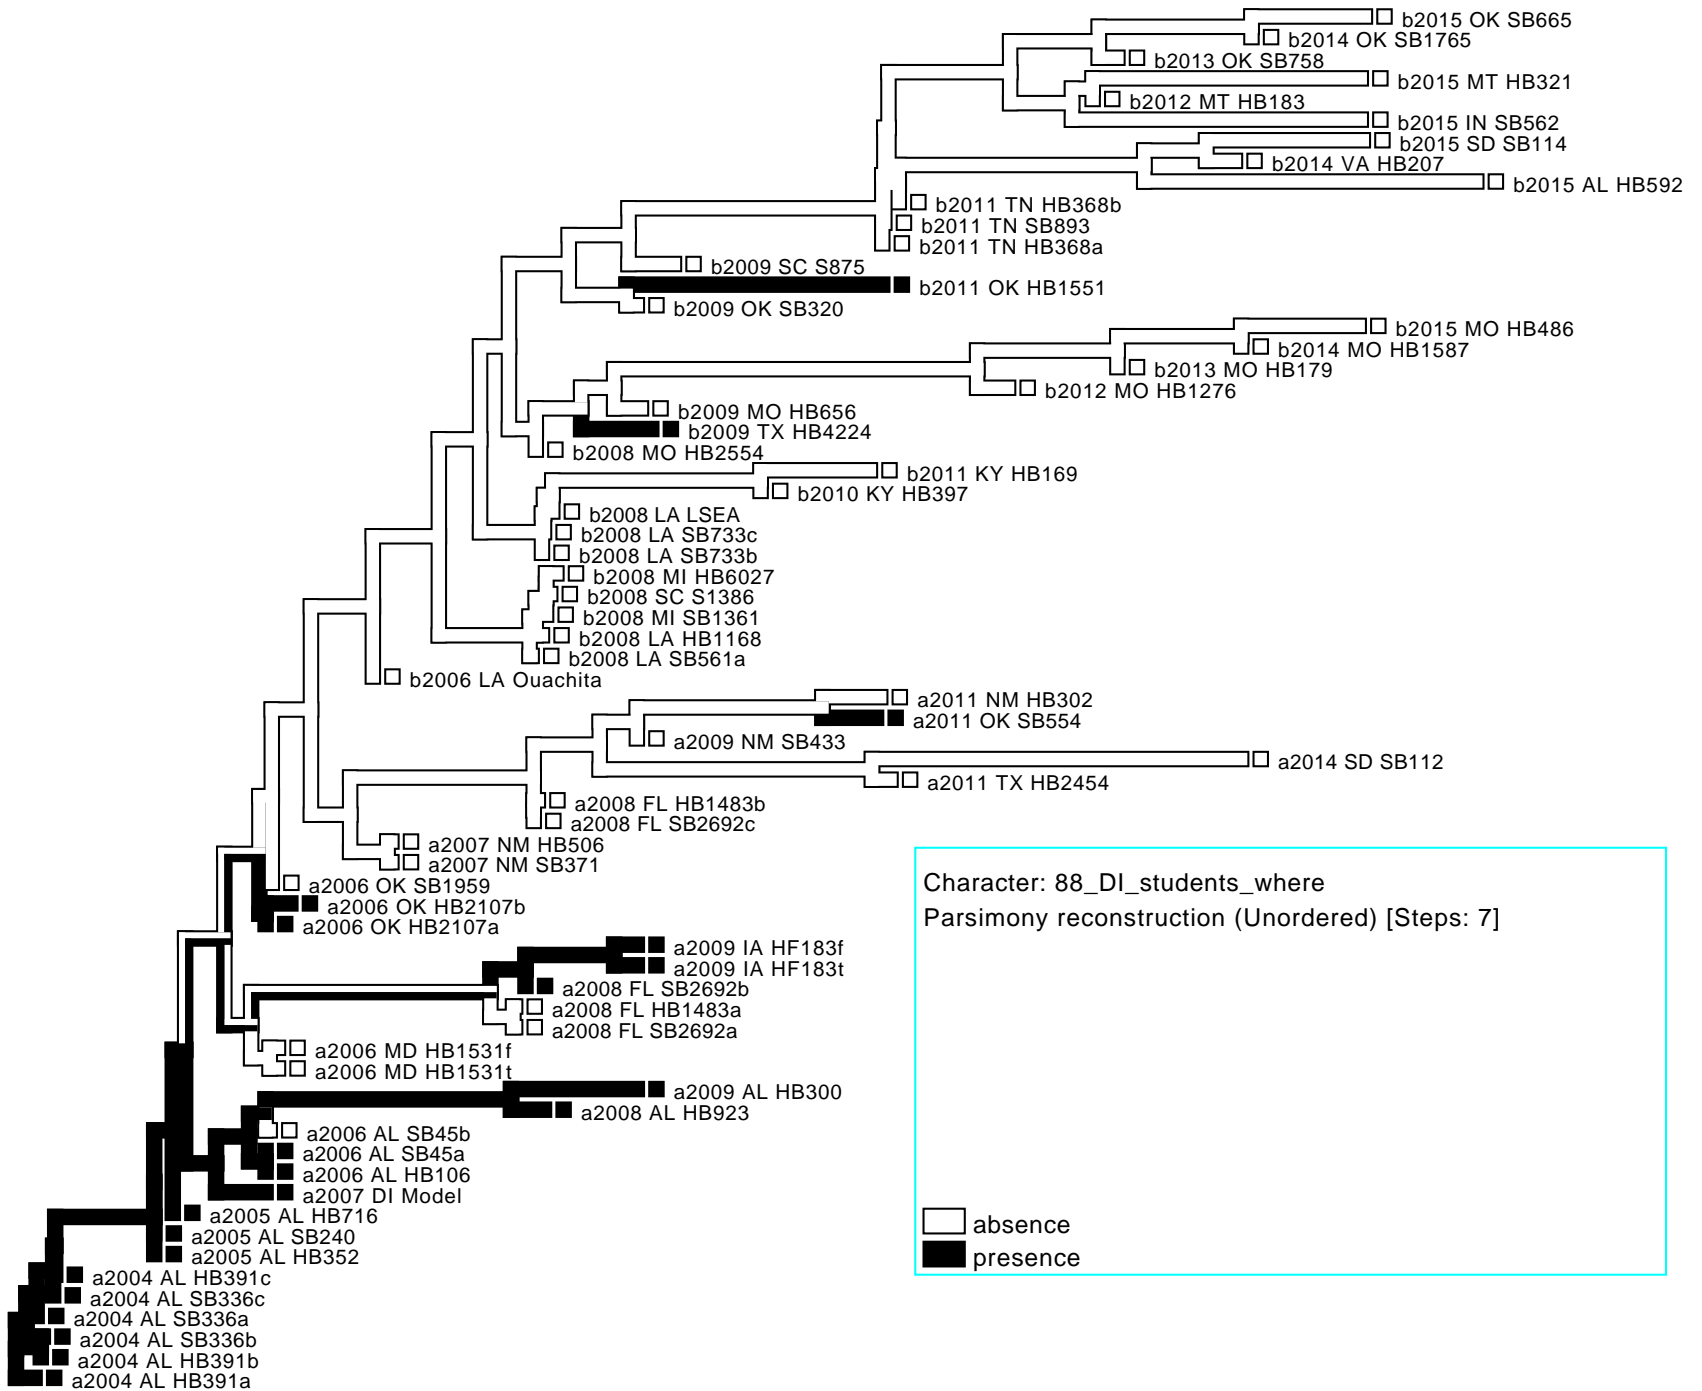 b2015 OK SB665
b2014 OK SB1765
b2013 OK SB758
b2015 MT HB321
b2012 MT HB183
b2015 IN SB562
b2015 SD SB114
b2014 VA HB207
b2015 AL HB592
b2011 TN HB368b
b2011 TN SB893
b2011 TN HB368a
b2009 SC S875
b2011 OK HB1551
b2009 OK SB320
b2015 MO HB486
b2014 MO HB1587
b2013 MO HB179
b2012 MO HB1276
b2009 MO HB656
b2009 TX HB4224
b2008 MO HB2554
b2011 KY HB169
b2010 KY HB397
b2008 LA LSEA
b2008 LA SB733c
b2008 LA SB733b
b2008 MI HB6027
b2008 SC S1386
b2008 MI SB1361
b2008 LA HB1168
b2008 LA SB561a
b2006 LA Ouachita
a2011 NM HB302
a2011 OK SB554
a2009 NM SB433
a2014 SD SB112
a2011 TX HB2454
a2008 FL HB1483b
a2008 FL SB2692c
a2007 NM HB506
a2007 NM SB371
a2006 OK SB1959
a2006 OK HB2107b
a2006 OK HB2107a
a2009 IA HF183f
a2009 IA HF183t
a2008 FL SB2692b
a2008 FL HB1483a
a2008 FL SB2692a
a2006 MD HB1531f
a2006 MD HB1531t
a2009 AL HB300
a2008 AL HB923
a2006 AL SB45b
a2006 AL SB45a
a2006 AL HB106
a2007 DI Model
a2005 AL HB716
a2005 AL SB240
a2005 AL HB352
a2004 AL HB391c
a2004 AL SB336c
a2004 AL SB336a
a2004 AL SB336b
a2004 AL HB391b
a2004 AL HB391a
Character: 88_DI_students_where
Parsimony reconstruction (Unordered) [Steps: 7]
absence
presence